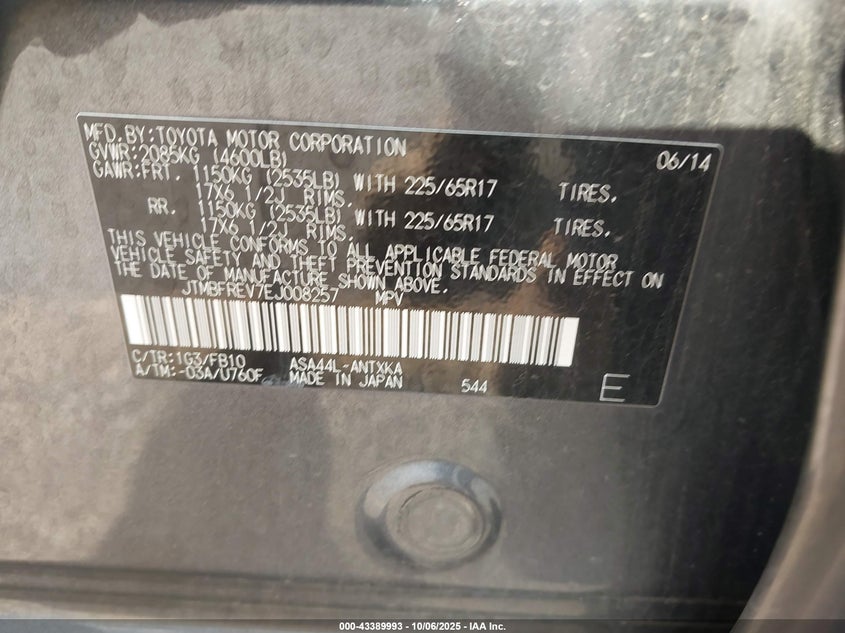 MFD.BY:TOYOTA MOTOR CORPORATION 06/14
GVWR:2085KG (4600LB)
GAWR:FRT. 1150KG (2535LB) WITH 225/65R17 TIRES.
17X6 1/2J RIMS.
RR. 1150KG (2535LB) WITH 225/65R17 TIRES.
17X6 1/2J RIMS.
THIS VEHICLE CONFORMS TO ALL APPLICABLE FEDERAL MOTOR
VEHICLE SAFETY AND THEFT PREVENTION STANDARDS IN EFFECT ON
THE DATE OF MANUFACTURE SHOWN ABOVE.
JTMBFREV7EJ008257 MPV
C/TR:1G3/FB10 ASA44L-ANTXKA
A/TM:-03A/U760F MADE IN JAPAN 544 E
000-43389993 - 10/06/2025 - IAA Inc.